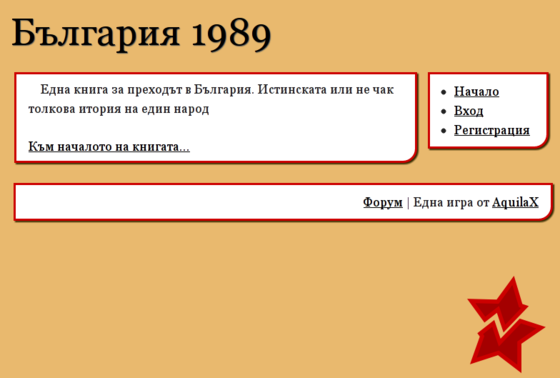 България 1989
Една книга за преходът в България. Истинската или не чак
толкова итория на един народ
Към началото на книгата...
Начало
Вход
Регистрация
Форум | Една игра от AquilaX